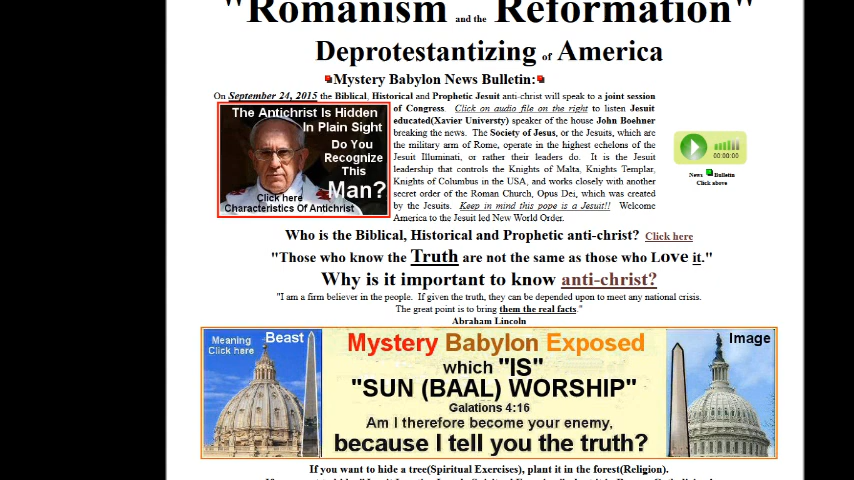 "Romanism and the Reformation"
Deprotestantizing of America
Mystery Babylon News Bulletin:
On September 24, 2015 the Biblical, Historical and Prophetic Jesuit anti-christ will speak to a joint session
of Congress. Click on audio file on the right to listen Jesuit
educated(Xavier Universty) speaker of the house John Boehner
breaking the news. The Society of Jesus, or the Jesuits, which are
the military arm of Rome, operate in the highest echelons of the
Jesuit Illuminati, or rather their leaders do. It is the Jesuit
leadership that controls the Knights of Malta, Knights Templar,
Knights of Columbus in the USA, and works closely with another
secret order of the Roman Church, Opus Dei, which was created
by the Jesuits. Keep in mind this pope is a Jesuit!! Welcome
America to the Jesuit led New World Order.
The Antichrist Is Hidden
In Plain Sight
Do You
Recognize
This
Man?
Click here
Characteristics Of Antichrist
00:00:00
News Bulletin
Click above
Who is the Biblical, Historical and Prophetic anti-christ? Click here
"Those who know the Truth are not the same as those who Love it."
Why is it important to know anti-christ?
"I am a firm believer in the people. If given the truth, they can be depended upon to meet any national crisis.
The great point is to bring them the real facts."
Abraham Lincoln
Meaning
Click here
Beast
Mystery Babylon Exposed
which "IS"
"SUN (BAAL) WORSHIP"
Galations 4:16
Am I therefore become your enemy,
because I tell you the truth?
Image
If you want to hide a tree(Spiritual Exercises), plant it in the forest(Religion).